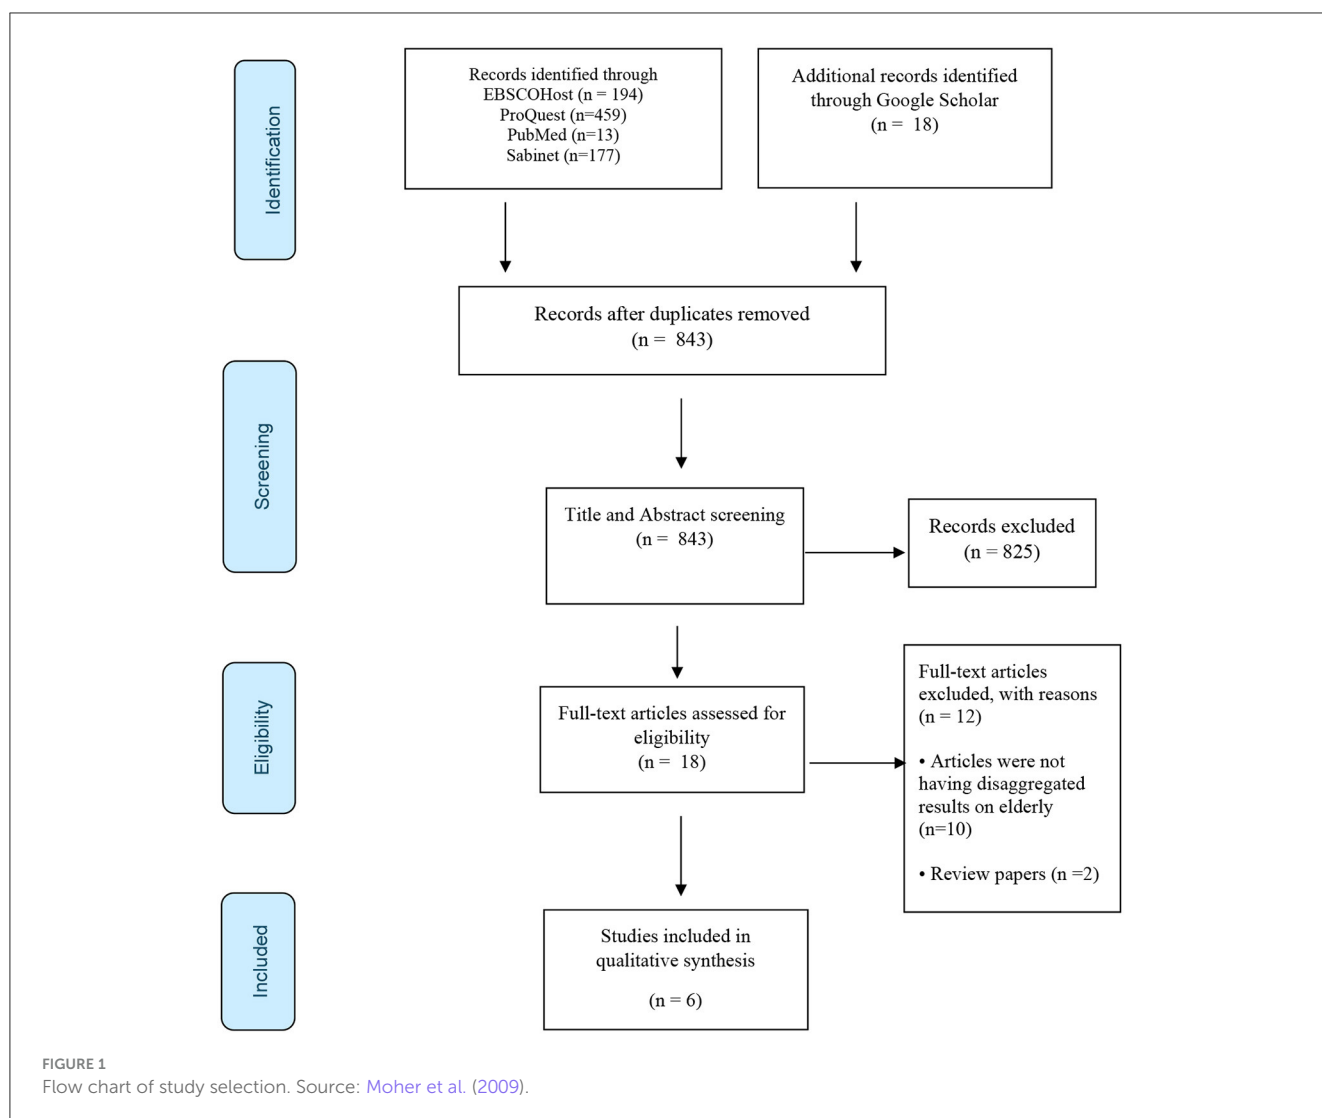 Identification
Records identified through
EBSCOHost (n = 194)
ProQuest (n=459)
PubMed (n=13)
Sabinet (n=177)
Additional records identified
through Google Scholar
(n = 18)
Records after duplicates removed
(n = 843)
Screening
Title and Abstract screening
(n = 843)
Records excluded
(n = 825)
Eligibility
Full-text articles assessed for
eligibility
(n = 18)
Full-text articles
excluded, with reasons
(n = 12)
• Articles were not
having disaggregated
results on elderly
(n=10)
• Review papers (n =2)
Included
Studies included in
qualitative synthesis
(n = 6)
FIGURE 1
Flow chart of study selection. Source: Moher et al. (2009).